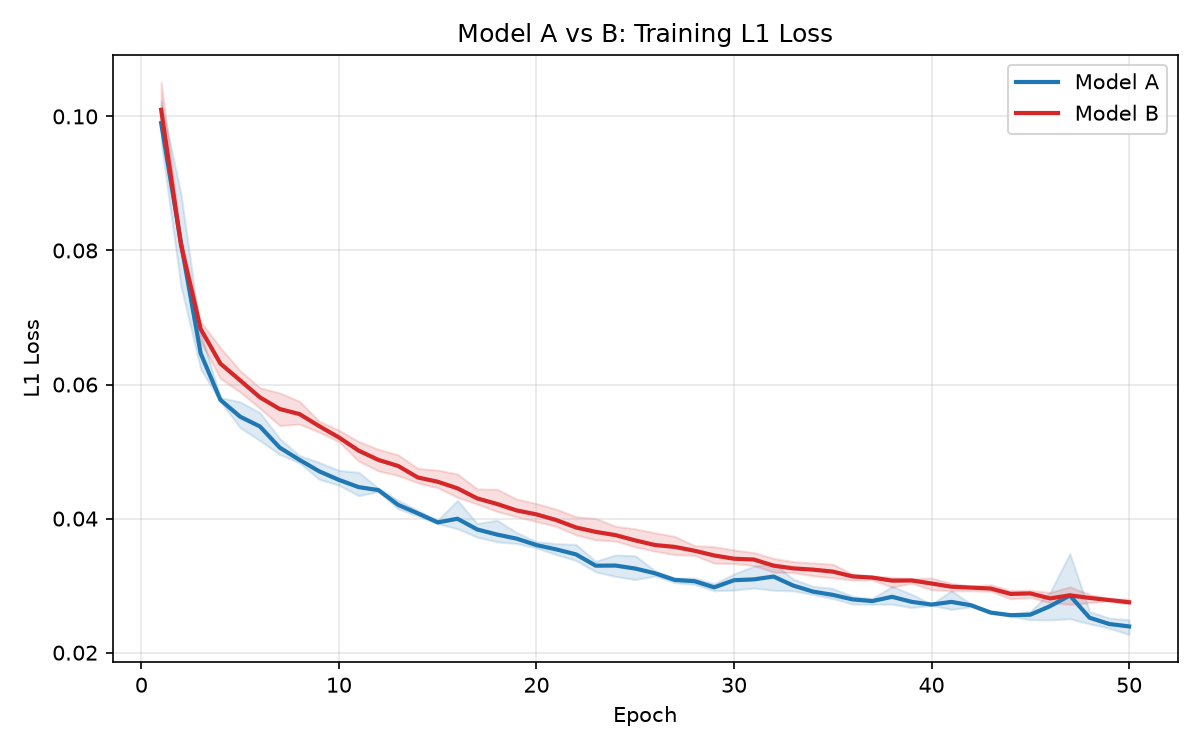 Model A vs B: Training L1 Loss
Model A
Model B
L1 Loss
0.10
0.08
0.06
0.04
0.02
0 10 20 30 40 50
Epoch